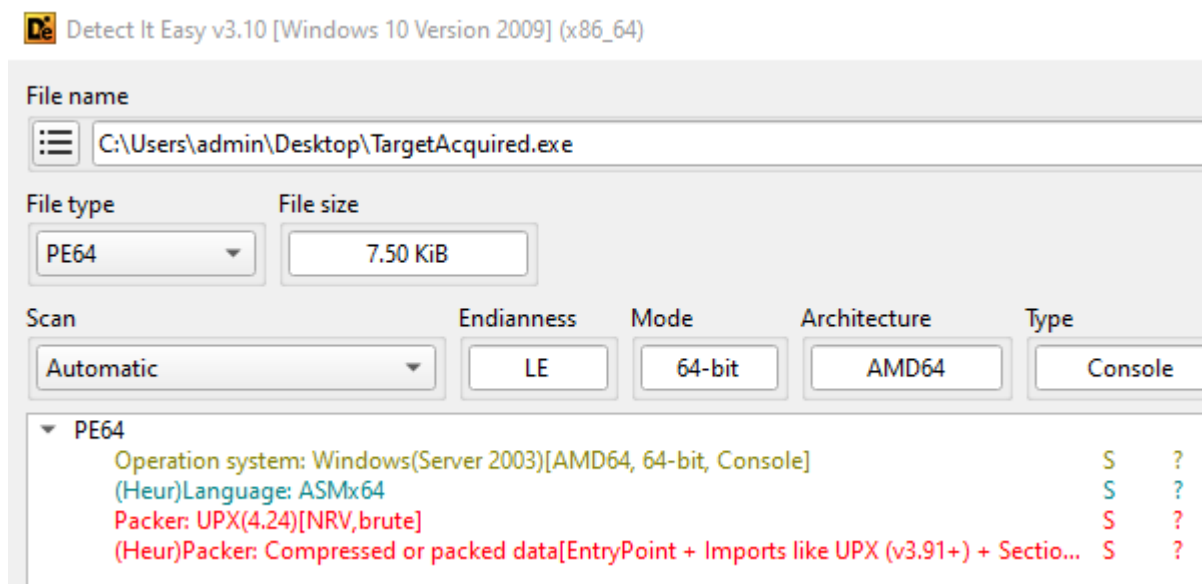 Detect It Easy v3.10 [Windows 10 Version 2009] (x86_64)
File name
C:\Users\admin\Desktop\TargetAcquired.exe
File type File size
PE64 7.50 KiB
Scan Endianness Mode Architecture Type
Automatic LE 64-bit AMD64 Console
PE64
Operation system: Windows(Server 2003)[AMD64, 64-bit, Console] S ?
(Heur)Language: ASMx64 S ?
Packer: UPX(4.24)[NRV,brute] S ?
(Heur)Packer: Compressed or packed data[EntryPoint + Imports like UPX (v3.91+) + Sectio... S ?